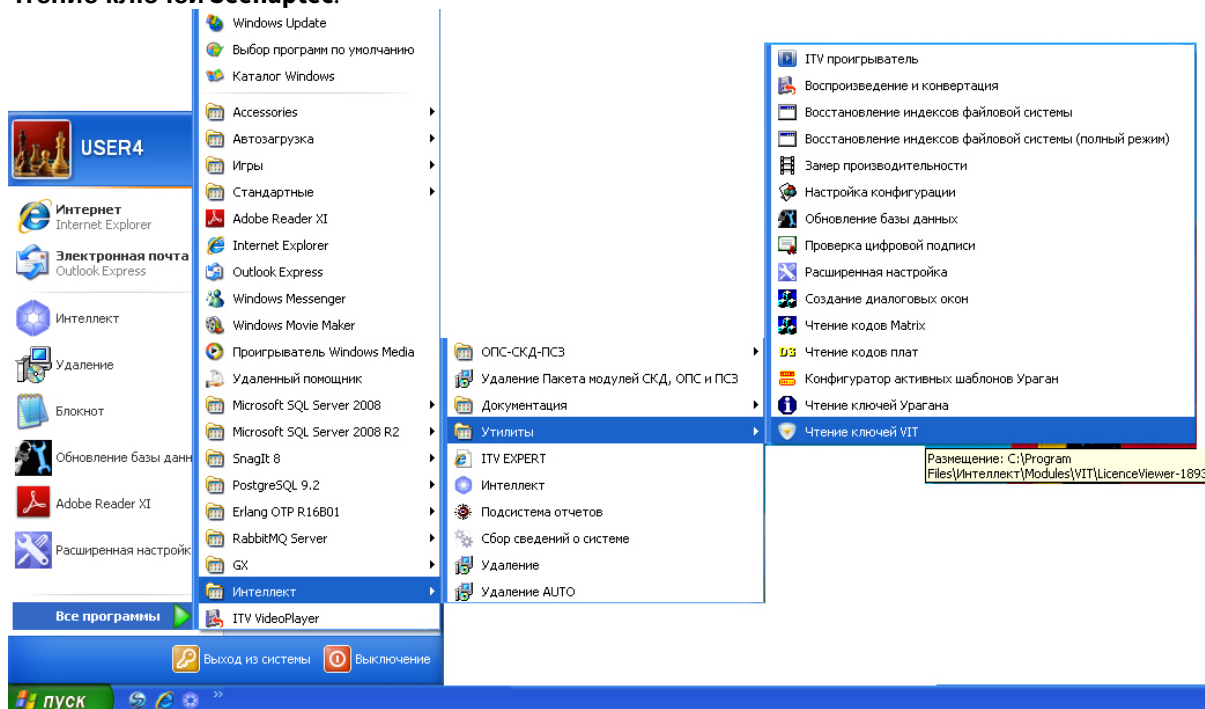 Чтение ключей Seenaptec.
USER4
Интернет
Internet Explorer
Электронная почта
Outlook Express
Интеллект
Удаление
Блокнот
Обновление базы данн
Adobe Reader XI
Расширенная настройк
Все программы
Windows Update
Выбор программ по умолчанию
Каталог Windows
Accessories
Автозагрузка
Игры
Стандартные
Adobe Reader XI
Internet Explorer
Outlook Express
Windows Messenger
Windows Movie Maker
Проигрыватель Windows Media
Удаленный помощник
Microsoft SQL Server 2008
Microsoft SQL Server 2008 R2
SnagIt 8
PostgreSQL 9.2
Erlang OTP R16B01
RabbitMQ Server
GX
Интеллект
ITV VideoPlayer
ОПС-СКД-ПСЗ
Удаление Пакета модулей СКД, ОПС и ПСЗ
Документация
Утилиты
ITV EXPERT
Интеллект
Подсистема отчетов
Сбор сведений о системе
Удаление
Удаление AUTO
ITV проигрыватель
Воспроизведение и конвертация
Восстановление индексов файловой системы
Восстановление индексов файловой системы (полный режим)
Замер производительности
Настройка конфигурации
Обновление базы данных
Проверка цифровой подписи
Расширенная настройка
Создание диалоговых окон
Чтение кодов Matrix
DS Чтение кодов плат
Конфигуратор активных шаблонов Ураган
Чтение ключей Урагана
Чтение ключей VIT
Размещение: C:\Program
Files\Интеллект\Modules\VIT\LicenceViewer-1893
Выход из системы
Выключение
пуск